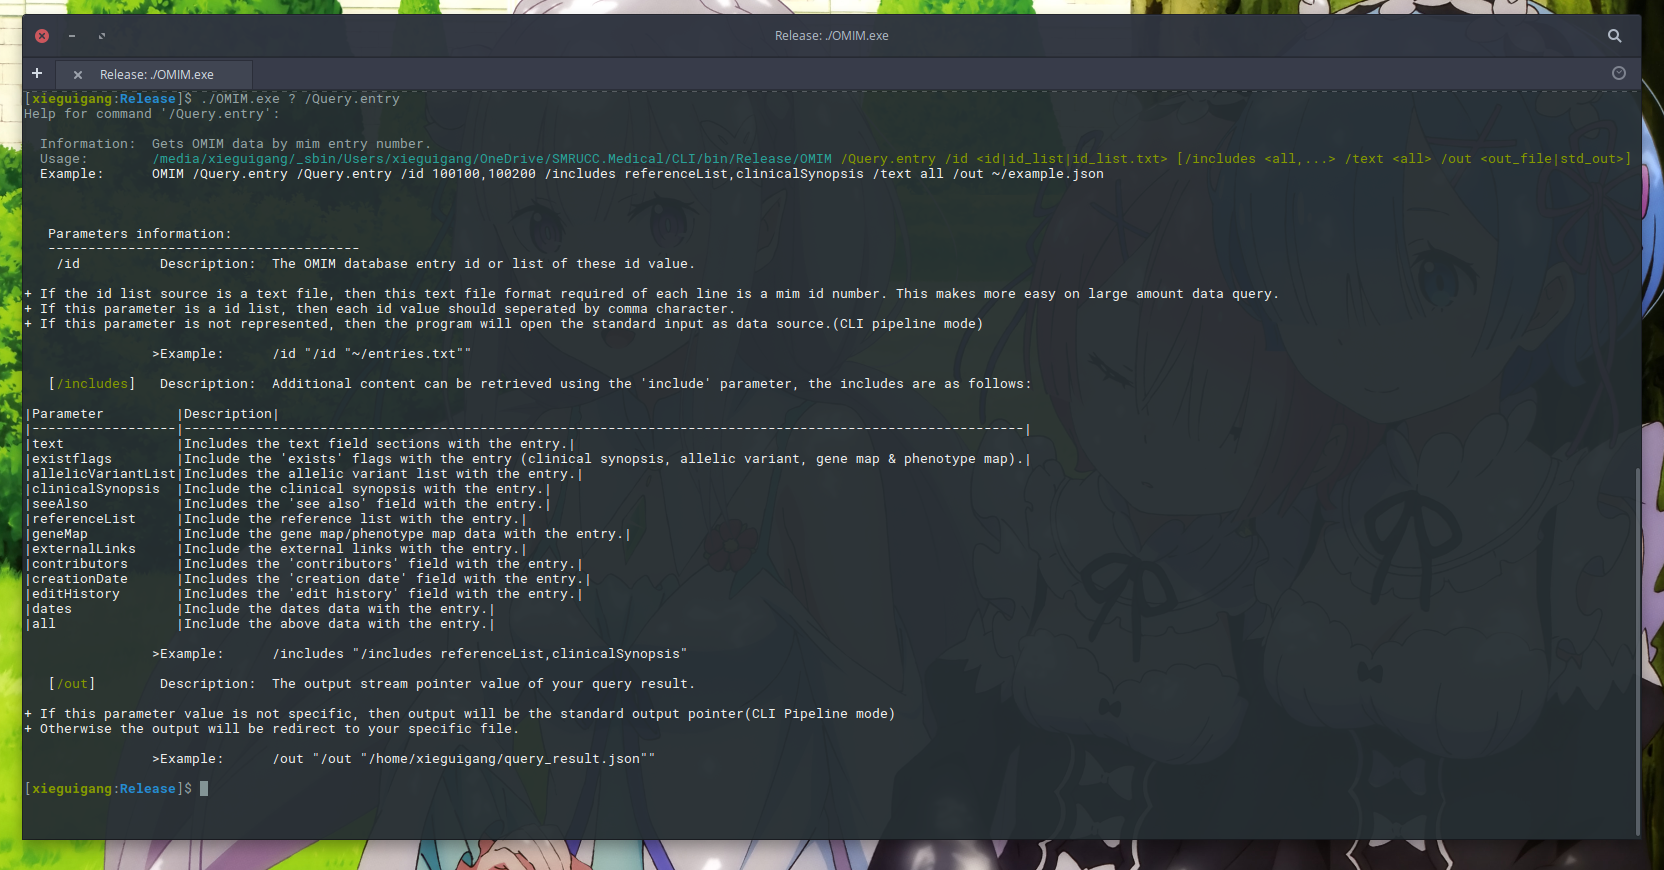 Release: ./OMIM.exe
Release: ./OMIM.exe
[xieguigang:Release]$ ./OMIM.exe ? /Query.entry
Help for command '/Query.entry':
Information: Gets OMIM data by mim entry number.
Usage: /media/xieguigang/_sbin/Users/xieguigang/OneDrive/SMRUCC.Medical/CLI/bin/Release/OMIM /Query.entry /id <id|id_list|id_list.txt> [/includes <all,...> /text <all> /out <out_file|std_out>]
Example: OMIM /Query.entry /Query.entry /id 100100,100200 /includes referenceList,clinicalSynopsis /text all /out ~/example.json
Parameters information:
---------------------------------------
/id Description: The OMIM database entry id or list of these id value.
+ If the id list source is a text file, then this text file format required of each line is a mim id number. This makes more easy on large amount data query.
+ If this parameter is a id list, then each id value should seperated by comma character.
+ If this parameter is not represented, then the program will open the standard input as data source.(CLI pipeline mode)
>Example: /id "/id "~/entries.txt""
[/includes] Description: Additional content can be retrieved using the 'include' parameter, the includes are as follows:
|Parameter |Description|
|------------------|---------------------------------------------------------------------------------------------------------|
|text |Includes the text field sections with the entry.|
|existflags |Include the 'exists' flags with the entry (clinical synopsis, allelic variant, gene map & phenotype map).|
|allelicVariantList|Includes the allelic variant list with the entry.|
|clinicalSynopsis |Include the clinical synopsis with the entry.|
|seeAlso |Includes the 'see also' field with the entry.|
|referenceList |Include the reference list with the entry.|
|geneMap |Include the gene map/phenotype map data with the entry.|
|externalLinks |Include the external links with the entry.|
|contributors |Includes the 'contributors' field with the entry.|
|creationDate |Includes the 'creation date' field with the entry.|
|editHistory |Includes the 'edit history' field with the entry.|
|dates |Include the dates data with the entry.|
|all |Include the above data with the entry.|
>Example: /includes "/includes referenceList,clinicalSynopsis"
[/out] Description: The output stream pointer value of your query result.
+ If this parameter value is not specific, then output will be the standard output pointer(CLI Pipeline mode)
+ Otherwise the output will be redirect to your specific file.
>Example: /out "/out "/home/xieguigang/query_result.json""
[xieguigang:Release]$